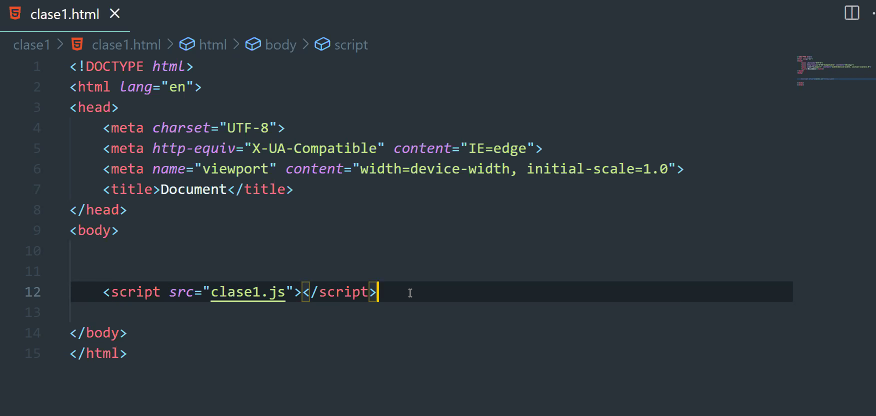 clase1.html
clase1 > clase1.html > html > body > script
1 <!DOCTYPE html>
2 <html lang="en">
3 <head>
4 <meta charset="UTF-8">
5 <meta http-equiv="X-UA-Compatible" content="IE=edge">
6 <meta name="viewport" content="width=device-width, initial-scale=1.0">
7 <title>Document</title>
8 </head>
9 <body>
10
11
12 <script src="clase1.js"></script>
13
14 </body>
15 </html>